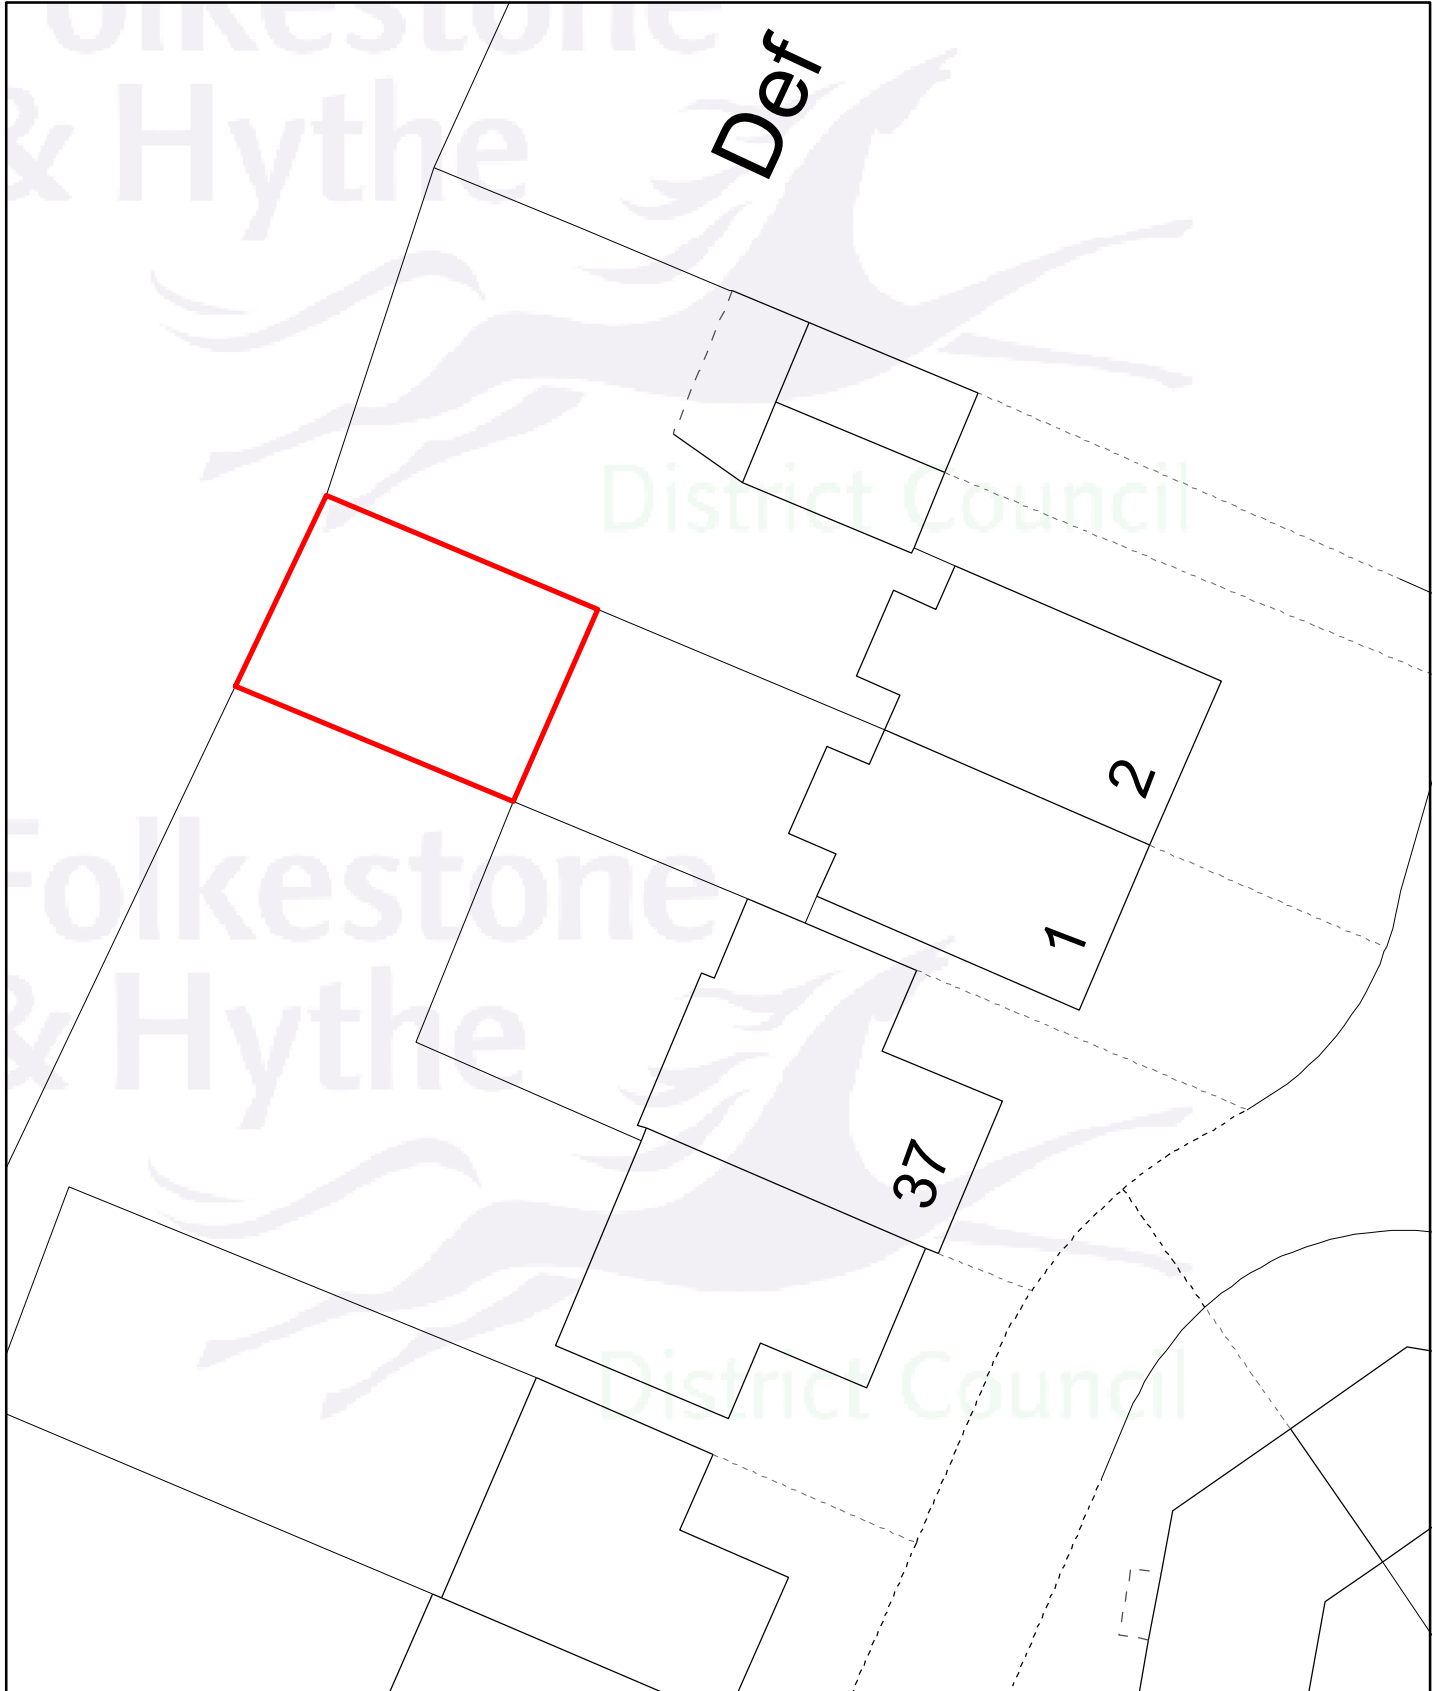 Folkestone
& Hythe
Def
District Council
2
Folkestone
& Hythe
1
37
District Council